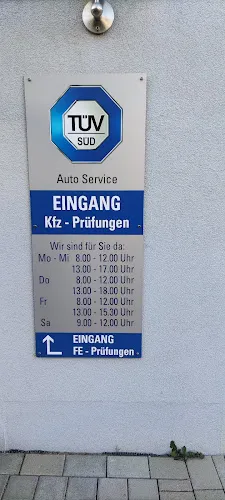 TÜV
SÜD
Auto Service
EINGANG
Kfz - Prüfungen
Wir sind für Sie da:
Mo - Mi 8.00 - 12.00 Uhr
13.00 - 17.00 Uhr
Do 8.00 - 12.00 Uhr
13.00 - 18.00 Uhr
Fr 8.00 - 12.00 Uhr
13.00 - 15.30 Uhr
Sa 9.00 - 12.00 Uhr
EINGANG
FE - Prüfungen